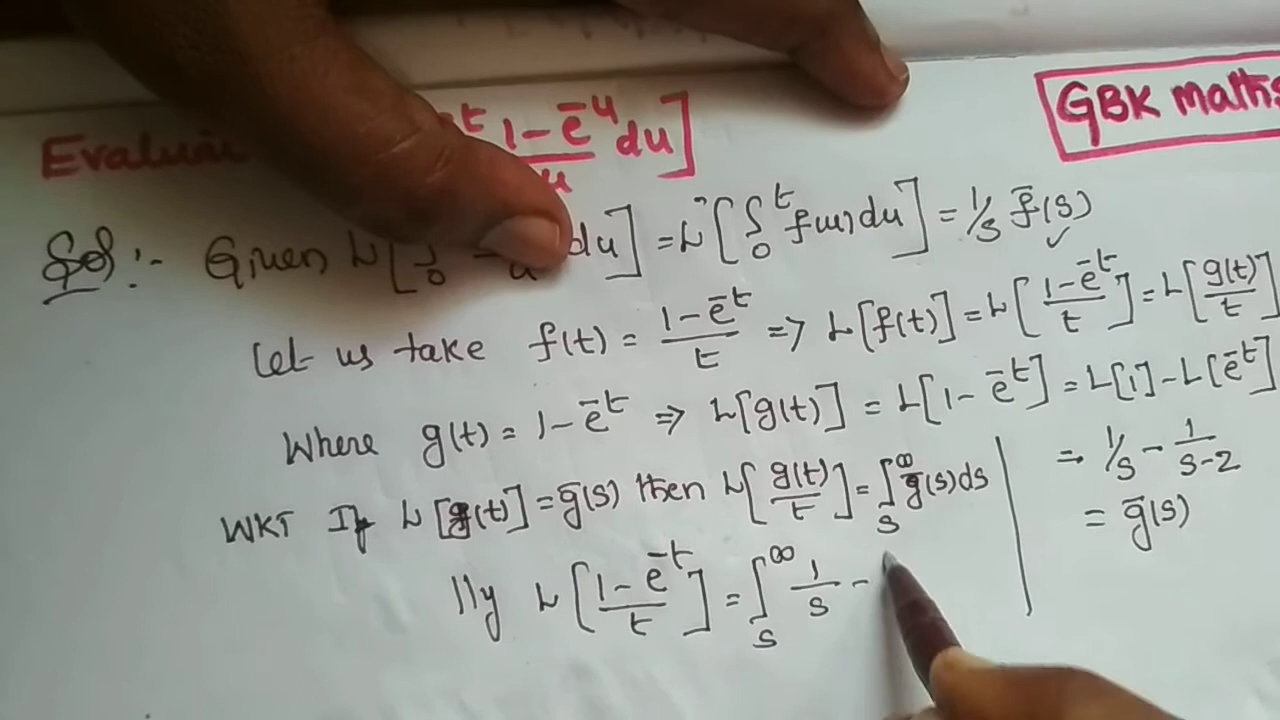 GBK maths
t 1-e^-u/u du]
Sol :- Given L[∫0 - u du] = L[∫0^t f(u)du] = 1/s f̄(s)
Let us take f(t) = 1-e^-t/t => L[f(t)] = L[1-e^-t/t] = L[g(t)/t]
Where g(t) = 1-e^-t => L[g(t)] = L[1-e^-t] = L[1]-L[e^-t]
= 1/s - 1/s-2
= ḡ(s)
WKT If L[g(t)] = ḡ(s) then L[g(t)/t] = ∫s^∞ ḡ(s)ds
lly L[1-e^-t/t] = ∫s^∞ 1/s -